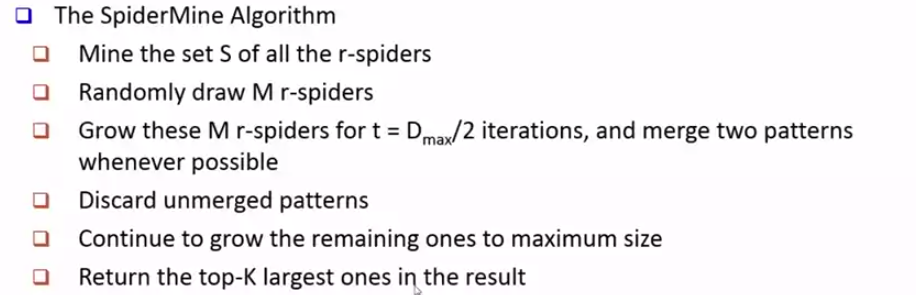 The SpiderMine Algorithm
Mine the set S of all the r-spiders
Randomly draw M r-spiders
Grow these M r-spiders for t = Dmax/2 iterations, and merge two patterns
whenever possible
Discard unmerged patterns
Continue to grow the remaining ones to maximum size
Return the top-K largest ones in the result